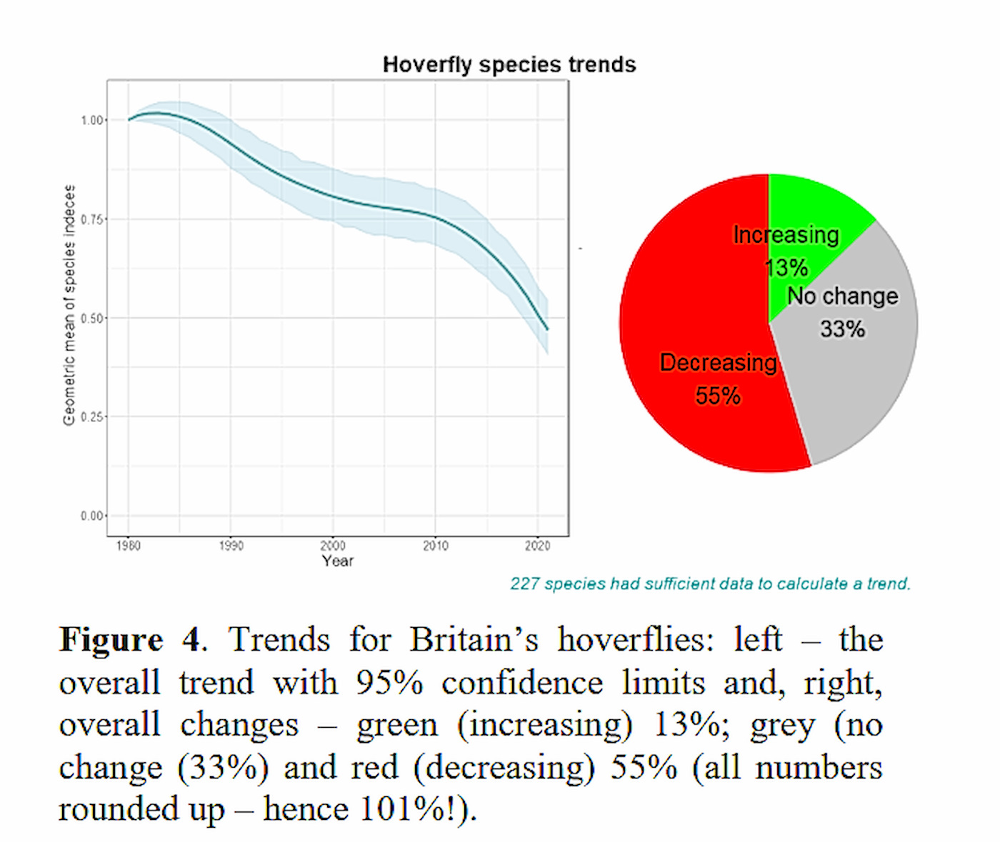 Hoverfly species trends
Geometric mean of species indeces
1.00
0.75
0.50
0.25
0.00
1980
1990
2000
2010
2020
Year
Increasing
13%
No change
33%
Decreasing
55%
227 species had sufficient data to calculate a trend.
Figure 4. Trends for Britain’s hoverflies: left – the
overall trend with 95% confidence limits and, right,
overall changes – green (increasing) 13%; grey (no
change (33%) and red (decreasing) 55% (all numbers
rounded up – hence 101%!).